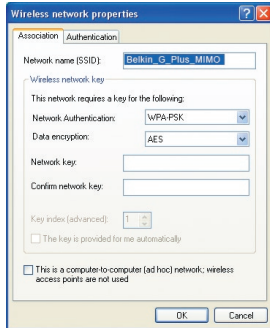 Wireless network properties
Association Authentication
Network name (SSID): Belkin_G_Plus_MIMO
Wireless network key
This network requires a key for the following:
Network Authentication: WPA-PSK
Data encryption: AES
Network key:
Confirm network key:
Key index (advanced): 1
The key is provided for me automatically
This is a computer-to-computer (ad hoc) network; wireless
access points are not used
OK Cancel